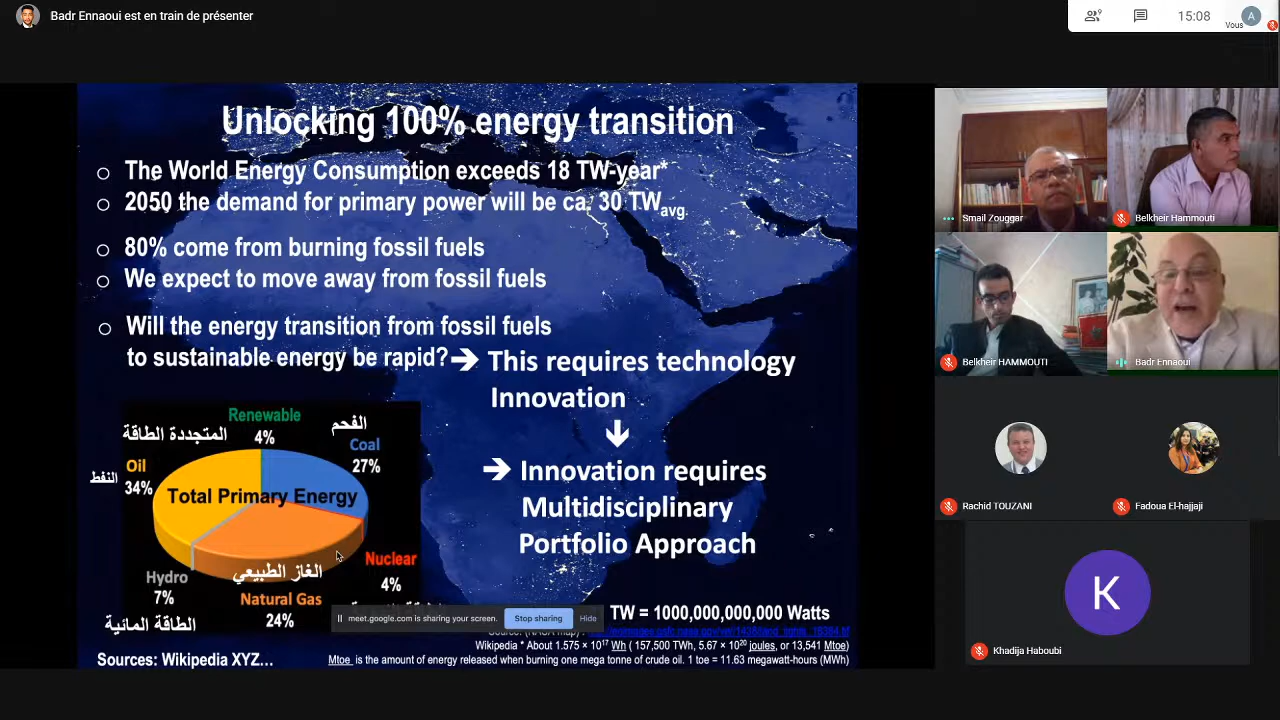 Badr Ennaoui est en train de présenter
9
15:08
A
Vous
Unlocking 100% energy transition
o The World Energy Consumption exceeds 18 TW-year*
o 2050 the demand for primary power will be ca. 30 TWavg.
o 80% come from burning fossil fuels
o We expect to move away from fossil fuels
o Will the energy transition from fossil fuels
to sustainable energy be rapid? ➔ This requires technology
Innovation
➔ Innovation requires
Multidisciplinary
Portfolio Approach
Renewable
4%
المتجددة الطاقة
الفحم
Coal
27%
Oil
34%
النفط
Total Primary Energy
Nuclear
4%
الغاز الطبيعي
Natural Gas
24%
Hydro
7%
الطاقة المائية
meet.google.com is sharing your screen.
Stop sharing
Hide
TW = 1000,000,000,000 Watts
Wikipedia * About 1.575 × 10¹⁷ Wh ( 157,500 TWh, 5.67 × 10²⁰ joules, or 13,541 Mtoe)
Sources: Wikipedia XYZ…
Mtoe is the amount of energy released when burning one mega tonne of crude oil. 1 toe = 11.63 megawatt-hours (MWh)
Smail Zouggar
Belkheir Hammouti
Belkheir HAMMOUTI
Badr Ennaoui
Rachid TOUZANI
Fadoua El-hajjaji
K
Khadija Haboubi